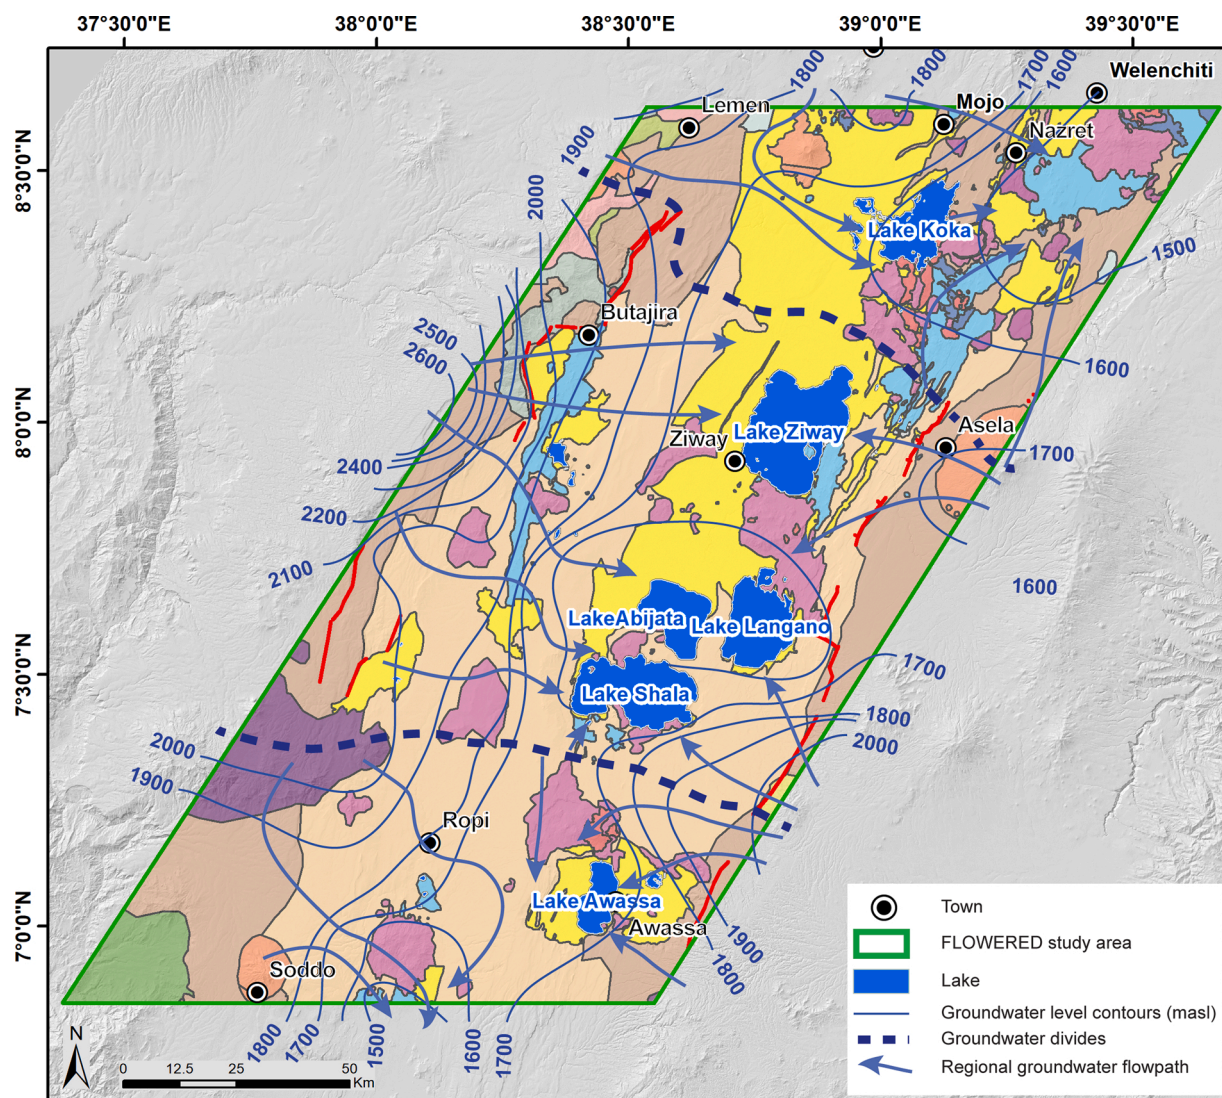 37°30'0"E 38°0'0"E 38°30'0"E 39°0'0"E 39°30'0"E
1800
1800
1700
1600
Welenchiti
Lemen
Mojo
Nazret
1900
8°30'0"N
2000
Lake Koka
1500
Butajira
2500
2600
1600
8°0'0"N
Asela
Ziway
Lake Ziway
2400
1700
2200
2100
1600
LakeAbijata
Lake Langano
1700
7°30'0"N
Lake Shala
1800
2000
2000
1900
Ropi
Lake Awassa
7°0'0"N
Awassa
1900
1800
Soddo
1800
1700
1500
1600
1700
N
0 12.5 25 50
Km
Town
FLOWERED study area
Lake
Groundwater level contours (masl)
Groundwater divides
Regional groundwater flowpath